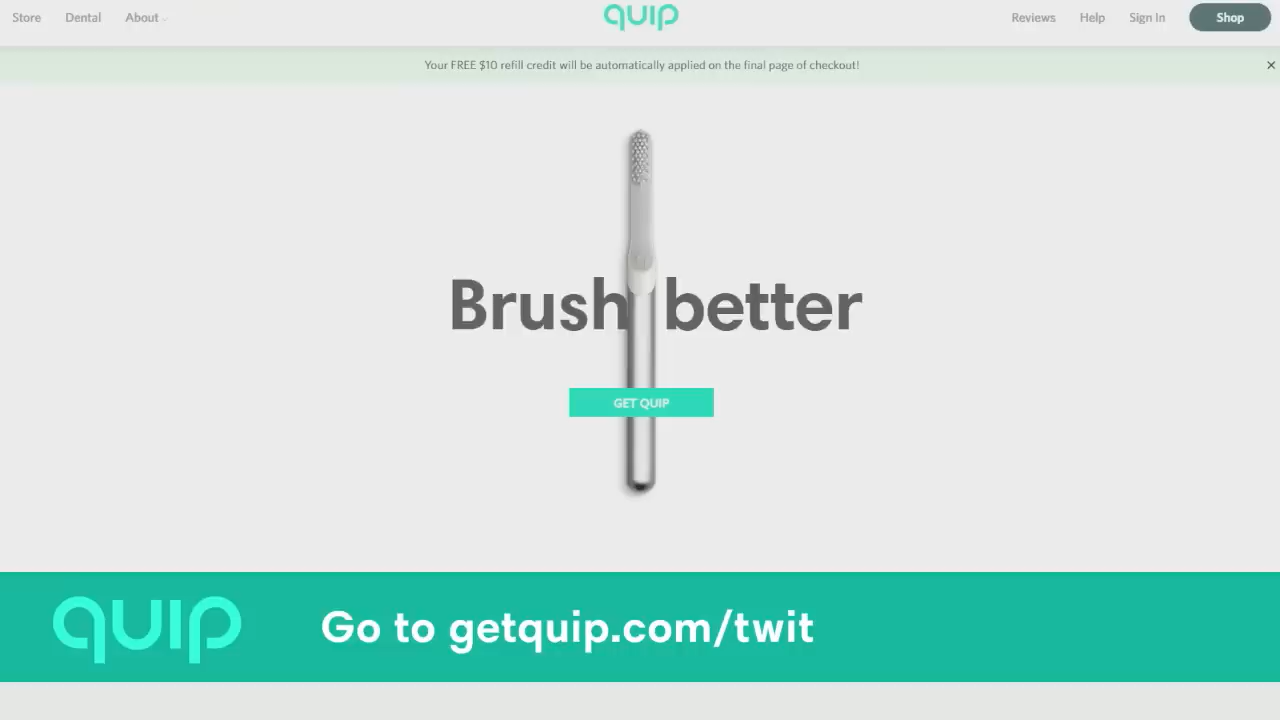 Store Dental About quip Reviews Help Sign In Shop
Your FREE $10 refill credit will be automatically applied on the final page of checkout!
Brush better
GET QUIP
quip Go to getquip.com/twit